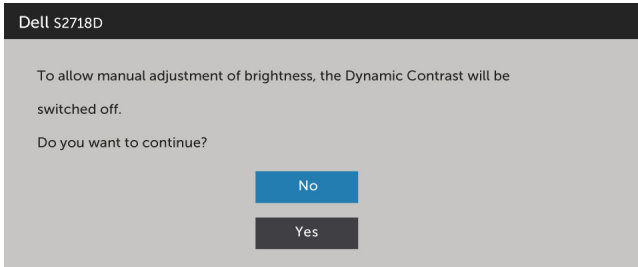 Dell S2718D
To allow manual adjustment of brightness, the Dynamic Contrast will be
switched off.
Do you want to continue?
No
Yes